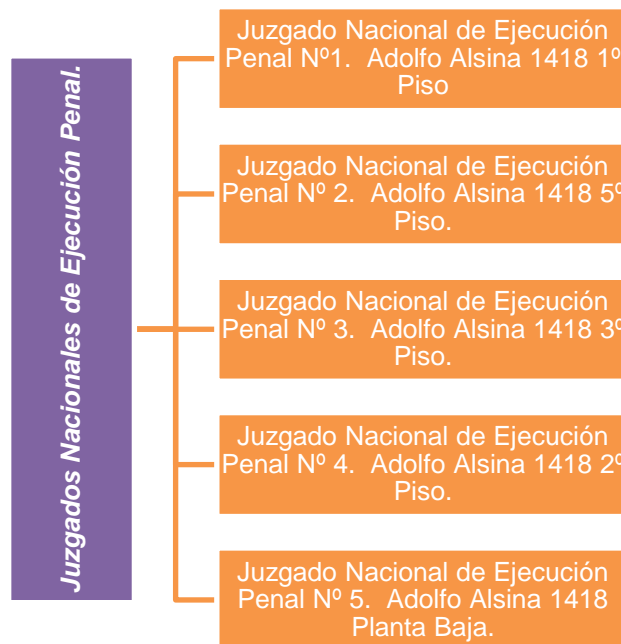 Juzgados Nacionales de Ejecución Penal.
Juzgado Nacional de Ejecución
Penal Nº1.  Adolfo Alsina 1418 1º
Piso
Juzgado Nacional de Ejecución
Penal Nº 2.  Adolfo Alsina 1418 5º
Piso.
Juzgado Nacional de Ejecución
Penal Nº 3.  Adolfo Alsina 1418 3º
Piso.
Juzgado Nacional de Ejecución
Penal Nº 4.  Adolfo Alsina 1418 2º
Piso.
Juzgado Nacional de Ejecución
Penal Nº 5.  Adolfo Alsina 1418
Planta Baja.